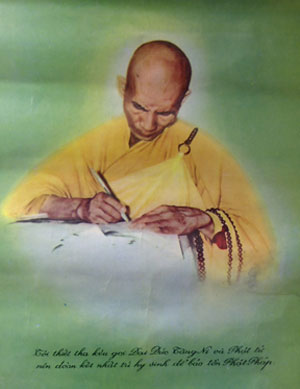 Tôi thiết tha kêu gọi Đại Đức Tăng Ni và Phật tử
nên đoàn kết nhất trí hy sinh để bảo tồn Phật Pháp.